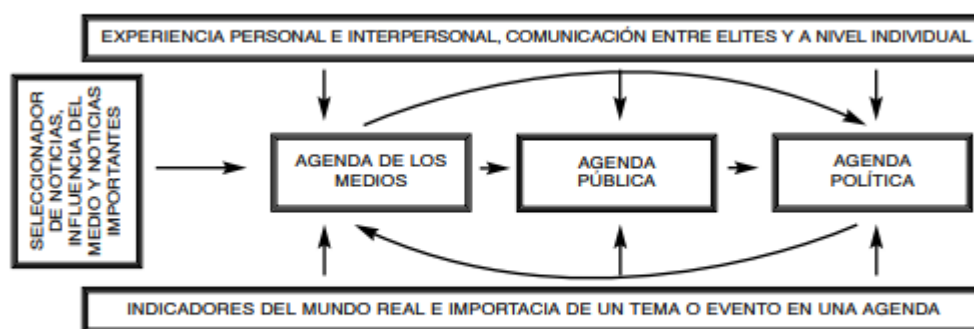 EXPERIENCIA PERSONAL E INTERPERSONAL, COMUNICACIÓN ENTRE ELITES Y A NIVEL INDIVIDUAL
SELECCIONADOR
DE NOTICIAS,
INFLUENCIA DEL
MEDIO Y NOTICIAS
IMPORTANTES
AGENDA DE LOS
MEDIOS
AGENDA
PÚBLICA
AGENDA
POLÍTICA
INDICADORES DEL MUNDO REAL E IMPORTACIA DE UN TEMA O EVENTO EN UNA AGENDA